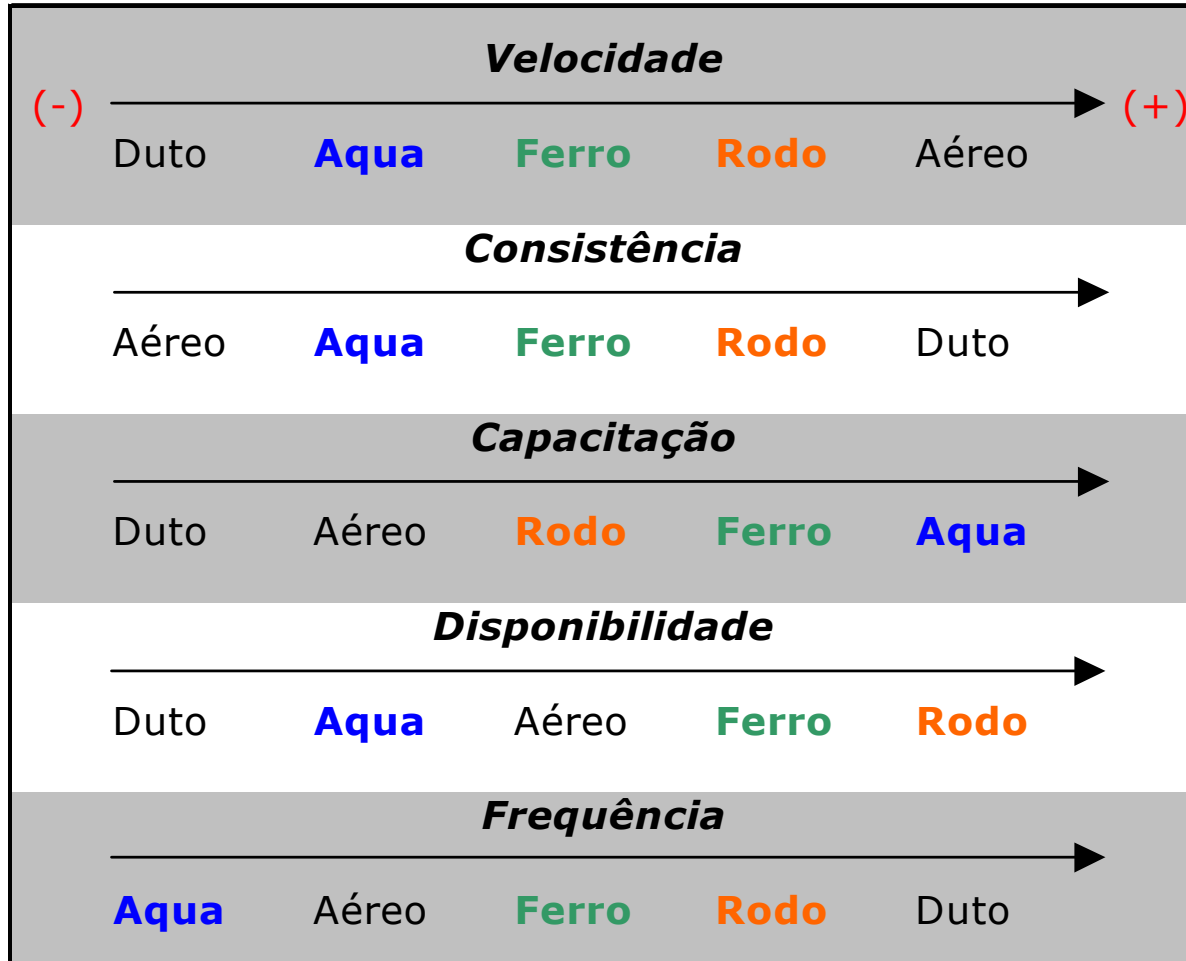 Velocidade
(-) (+)
Duto Aqua Ferro Rodo Aéreo
Consistência
Aéreo Aqua Ferro Rodo Duto
Capacitação
Duto Aéreo Rodo Ferro Aqua
Disponibilidade
Duto Aqua Aéreo Ferro Rodo
Frequência
Aqua Aéreo Ferro Rodo Duto